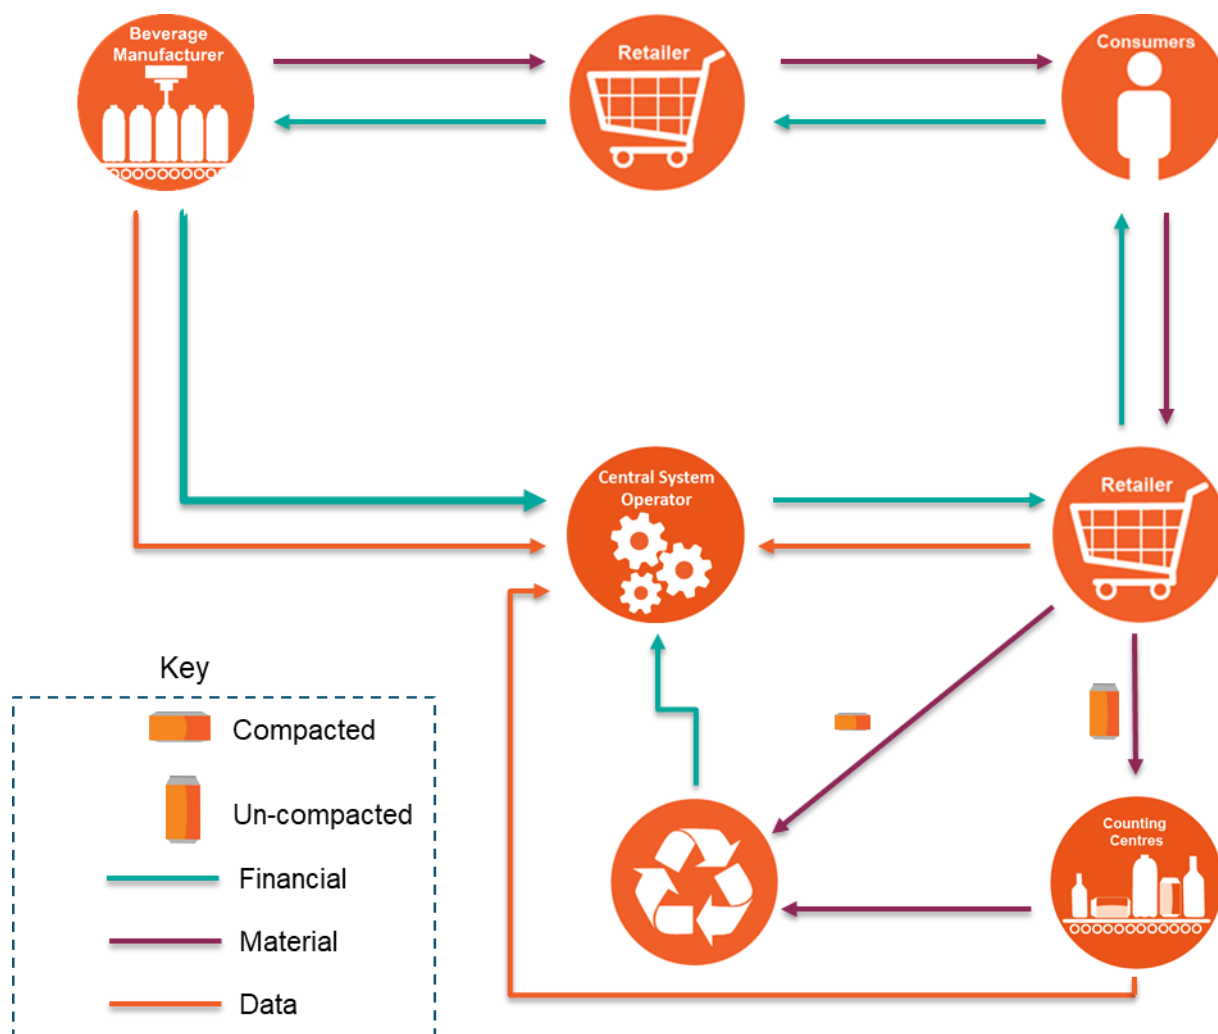 Beverage
Manufacturer
Retailer
Consumers
Central System
Operator
Retailer
Key
Compacted
Un-compacted
Financial
Material
Data
Counting
Centres